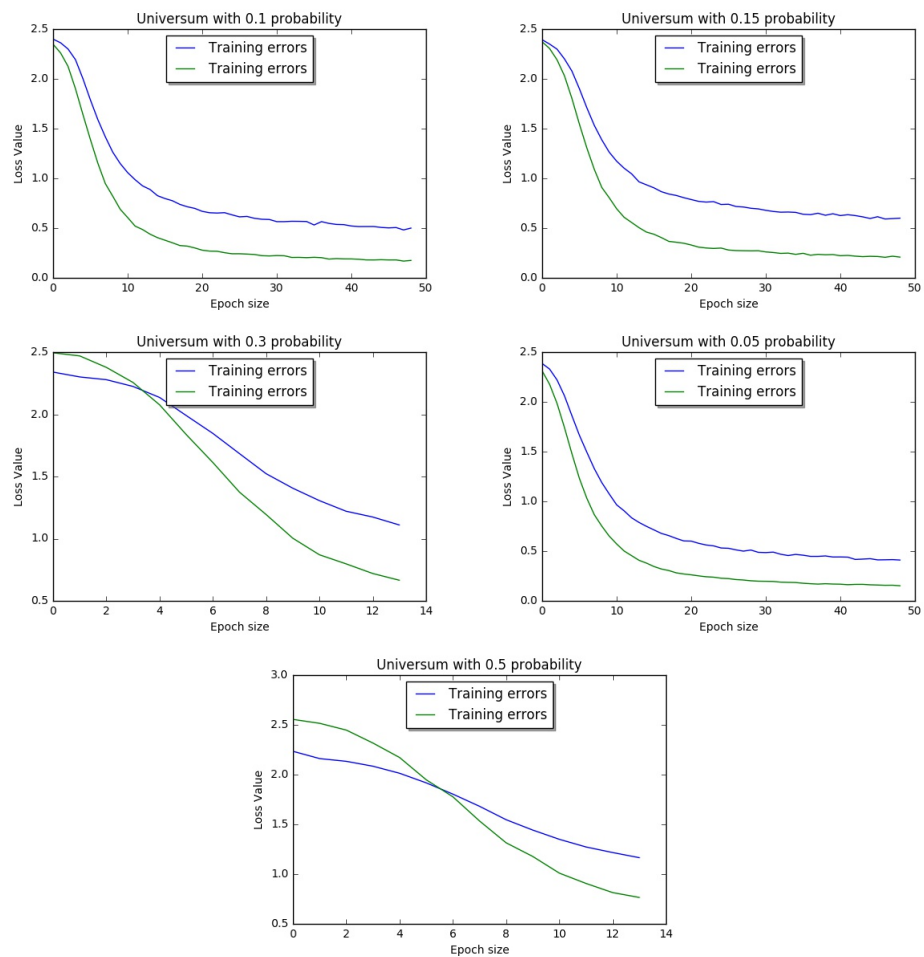 Universum with 0.1 probability
2.5
2.0
1.5
1.0
0.5
0.0
Loss Value
Training errors
Training errors
0 10 20 30 40 50
Epoch size
Universum with 0.15 probability
2.5
2.0
1.5
1.0
0.5
0.0
Loss Value
Training errors
Training errors
0 10 20 30 40 50
Epoch size
Universum with 0.3 probability
2.5
2.0
1.5
1.0
0.5
Loss Value
Training errors
Training errors
0 2 4 6 8 10 12 14
Epoch size
Universum with 0.05 probability
2.5
2.0
1.5
1.0
0.5
0.0
Loss Value
Training errors
Training errors
0 10 20 30 40 50
Epoch size
Universum with 0.5 probability
3.0
2.5
2.0
1.5
1.0
0.5
Loss Value
Training errors
Training errors
0 2 4 6 8 10 12 14
Epoch size